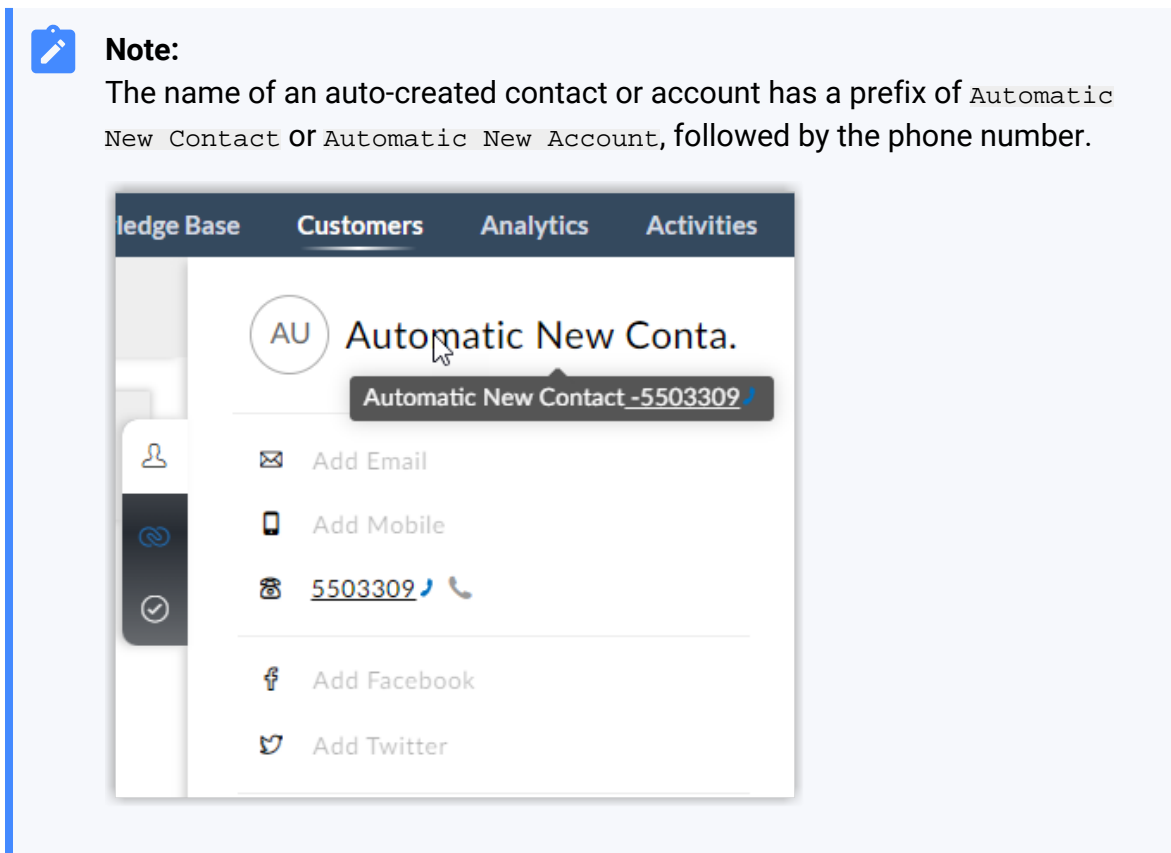 Note:
The name of an auto-created contact or account has a prefix of Automatic
New Contact or Automatic New Account, followed by the phone number.
ledge Base Customers Analytics Activities
AU Automatic New Conta.
Automatic New Contact -5503309
Add Email
Add Mobile
5503309
Add Facebook
Add Twitter